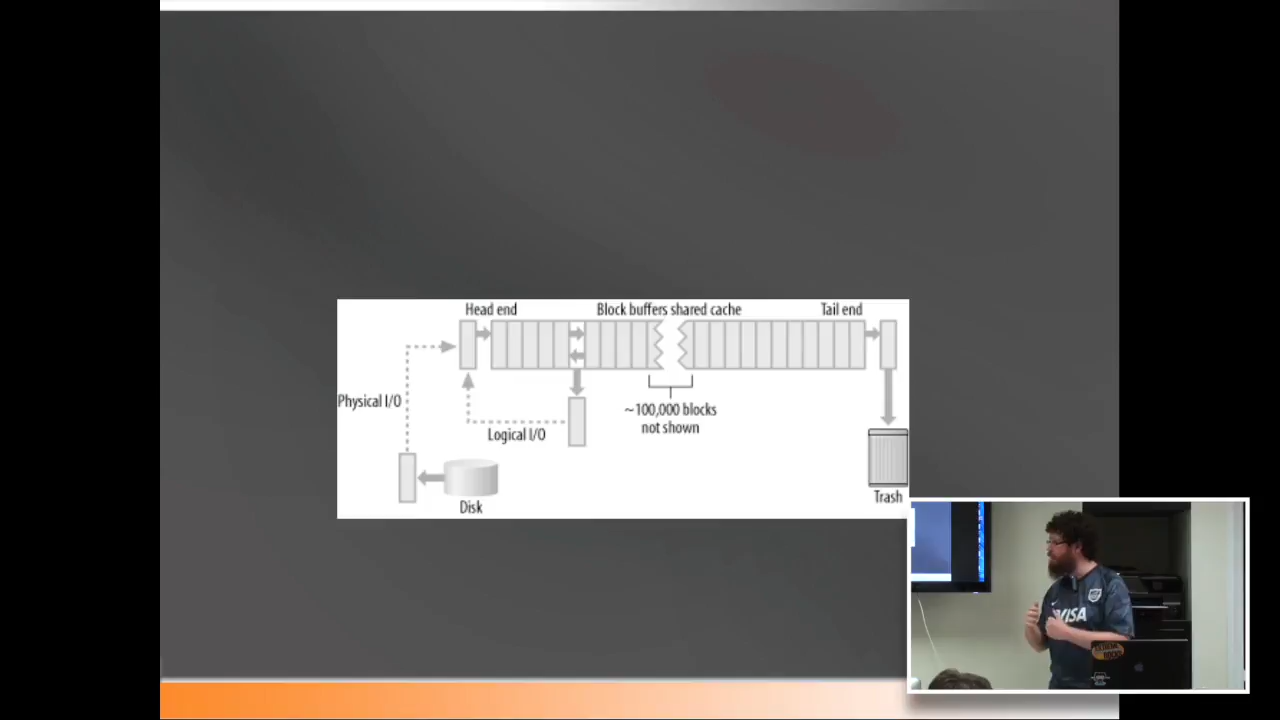 Head end
Block buffers shared cache
Tail end
Physical I/O
~100,000 blocks
not shown
Logical I/O
Disk
Trash
VISA